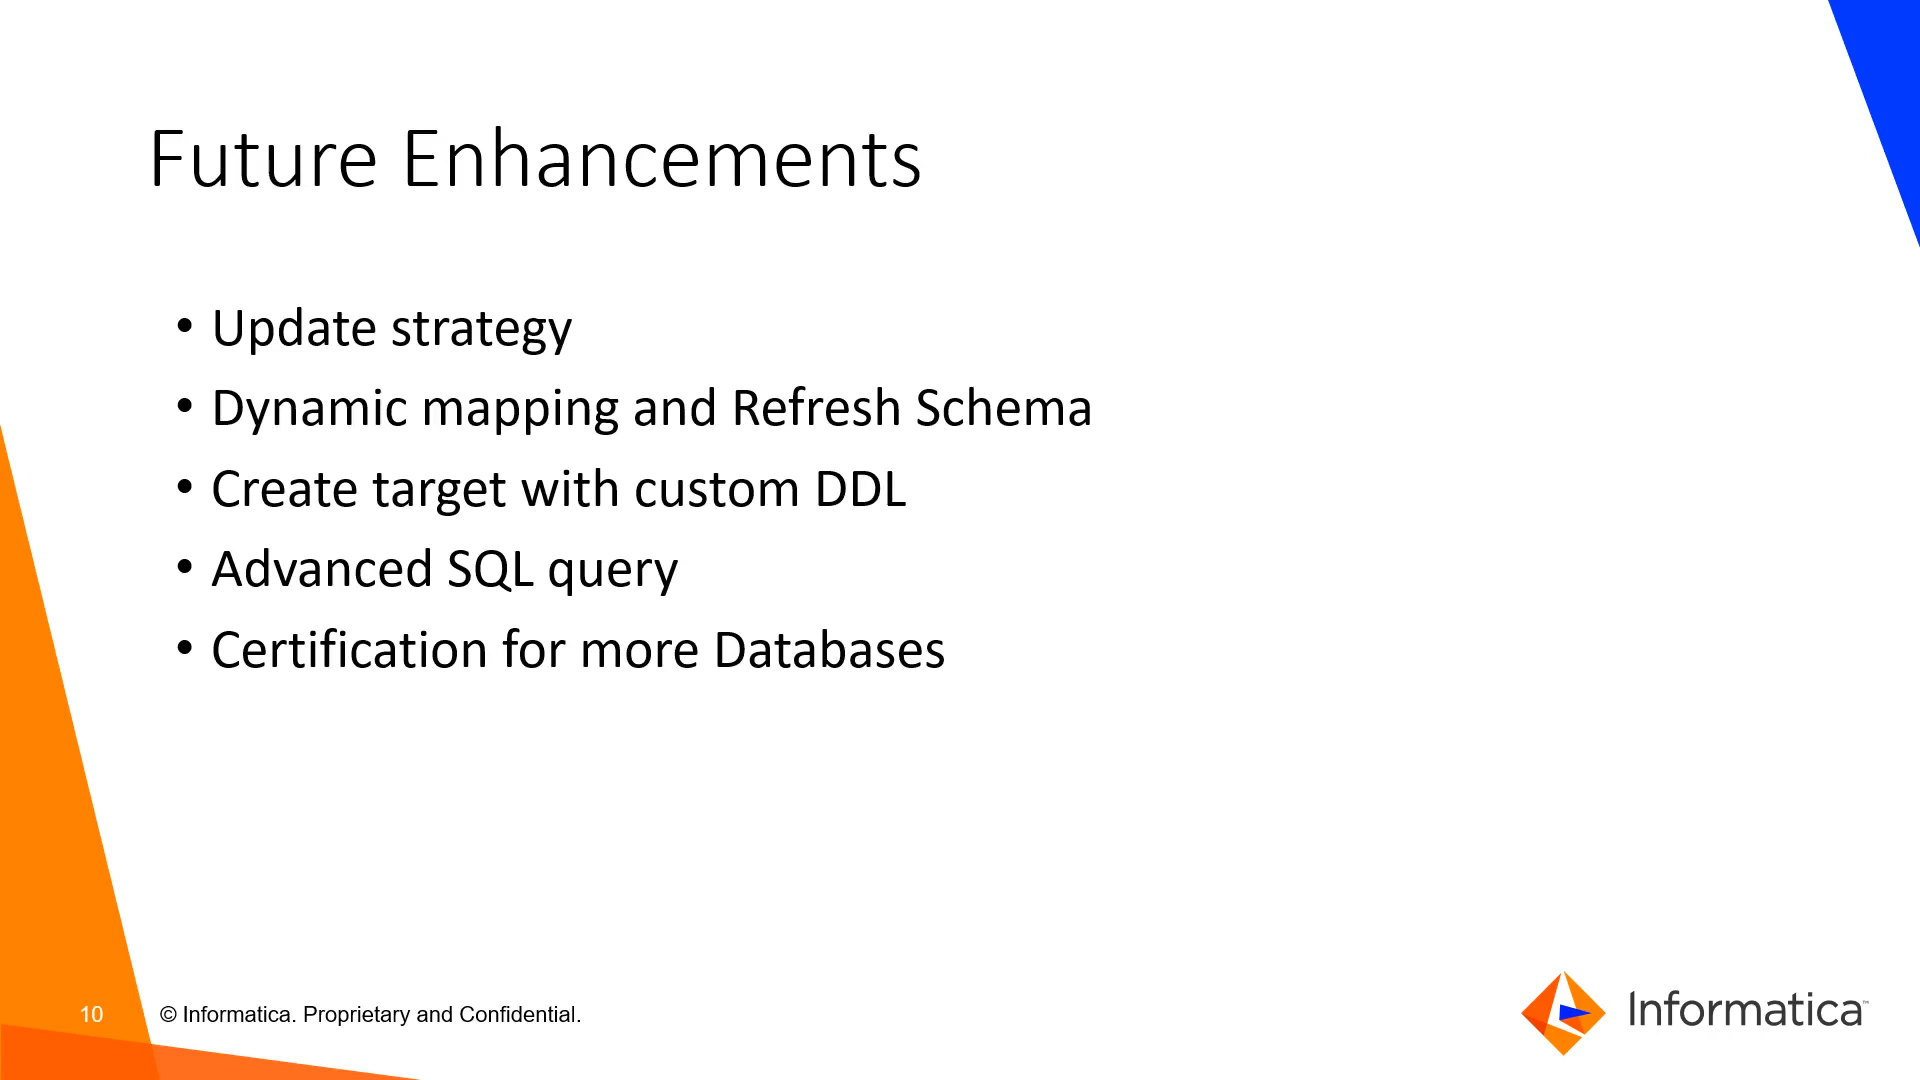 Future Enhancements
• Update strategy
• Dynamic mapping and Refresh Schema
• Create target with custom DDL
• Advanced SQL query
• Certification for more Databases
10
© Informatica. Proprietary and Confidential.
Informatica™